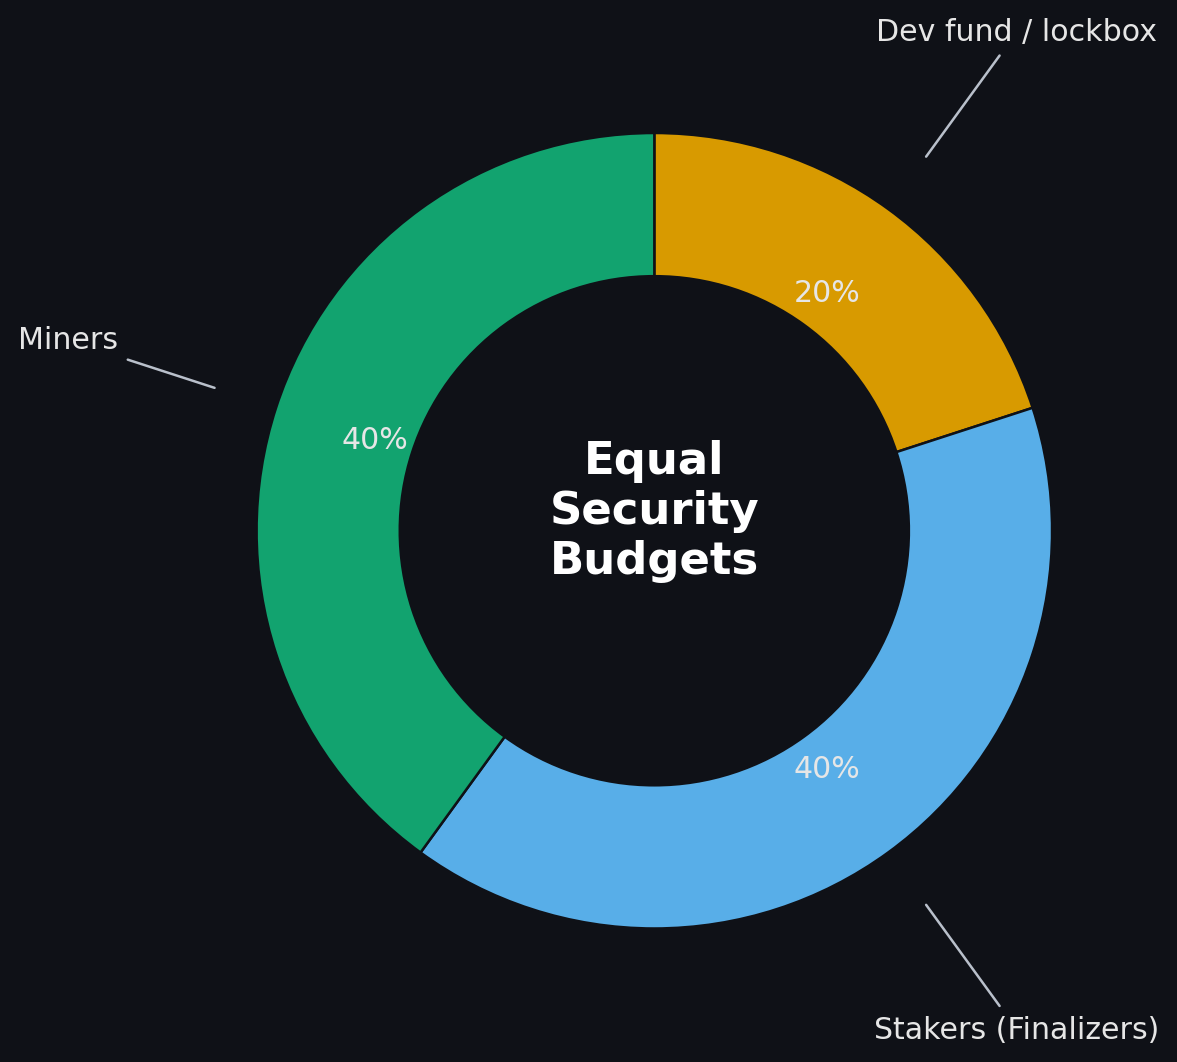 Dev fund / lockbox
20%
Miners
40%
Equal
Security
Budgets
40%
Stakers (Finalizers)